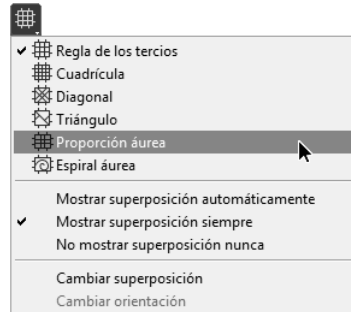 Regla de los tercios
Cuadrícula
Diagonal
Triángulo
Proporción áurea
Espiral áurea
Mostrar superposición automáticamente
Mostrar superposición siempre
No mostrar superposición nunca
Cambiar superposición
Cambiar orientación